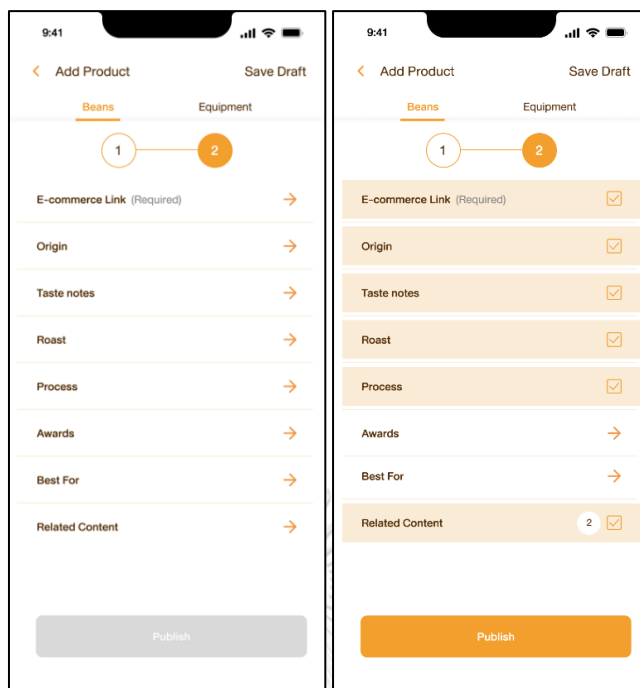 9:41
Add Product Save Draft
Beans Equipment
1 2
E-commerce Link (Required)
Origin
Taste notes
Roast
Process
Awards
Best For
Related Content
Publish
9:41
Add Product Save Draft
Beans Equipment
1 2
E-commerce Link (Required)
Origin
Taste notes
Roast
Process
Awards
Best For
Related Content 2
Publish